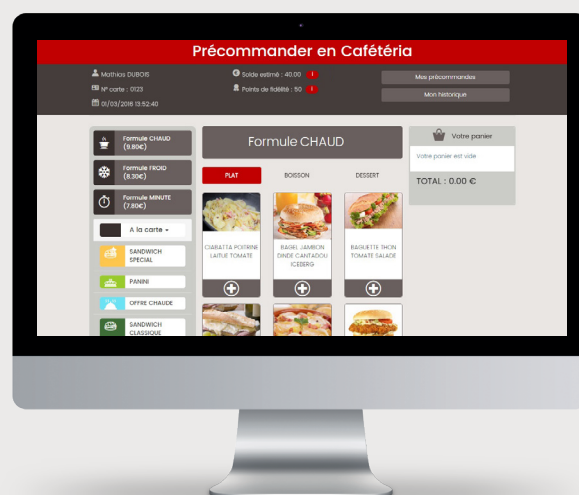 Précommander en Cafétéria
Mathias DUBOIS
N° carte : 0123
01/03/2016 13:52:40
Solde estimé : 40.00 i
Points de fidélité : 50 i
Mes précommandes
Mon historique
Formule CHAUD
(9.80€)
Formule FROID
(8.30€)
Formule MINUTE
(7.80€)
A la carte
SANDWICH
SPECIAL
PANINI
OFFRE CHAUDE
SANDWICH
CLASSIQUE
Formule CHAUD
PLAT
BOISSON
DESSERT
CIABATTA POITRINE
LAITUE TOMATE
BAGEL JAMBON
DINDE CANTADOU
ICEBERG
BAGUETTE THON
TOMATE SALADE
Votre panier
Votre panier est vide
TOTAL : 0.00 €